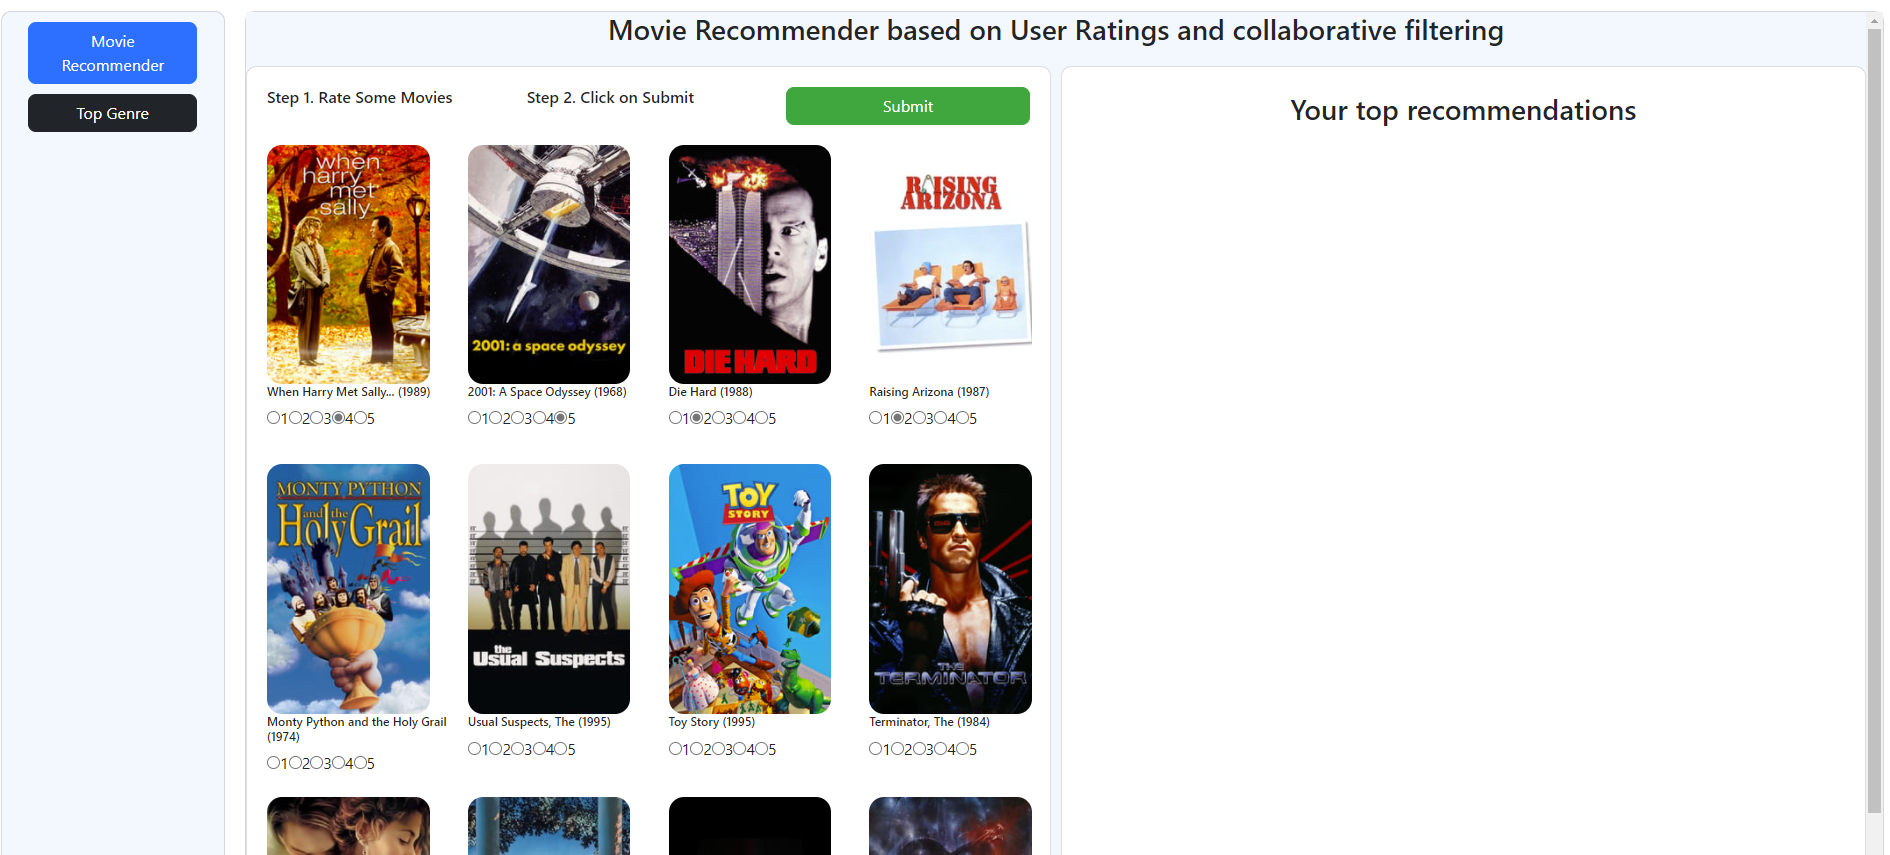 Movie
Recommender
Top Genre
Movie Recommender based on User Ratings and collaborative filtering
Step 1. Rate Some Movies
Step 2. Click on Submit
Submit
Your top recommendations
when
harry
met
sally
2001: a space odyssey
DIE HARD
RAISING
ARIZONA
When Harry Met Sally... (1989)
2001: A Space Odyssey (1968)
Die Hard (1988)
Raising Arizona (1987)
1 2 3 4 5
1 2 3 4 5
1 2 3 4 5
1 2 3 4 5
MONTY PYTHON
and the
Holy Grail
the
Usual Suspects
TOY
STORY
THE
TERMINATOR
Monty Python and the Holy Grail
(1974)
Usual Suspects, The (1995)
Toy Story (1995)
Terminator, The (1984)
1 2 3 4 5
1 2 3 4 5
1 2 3 4 5
1 2 3 4 5